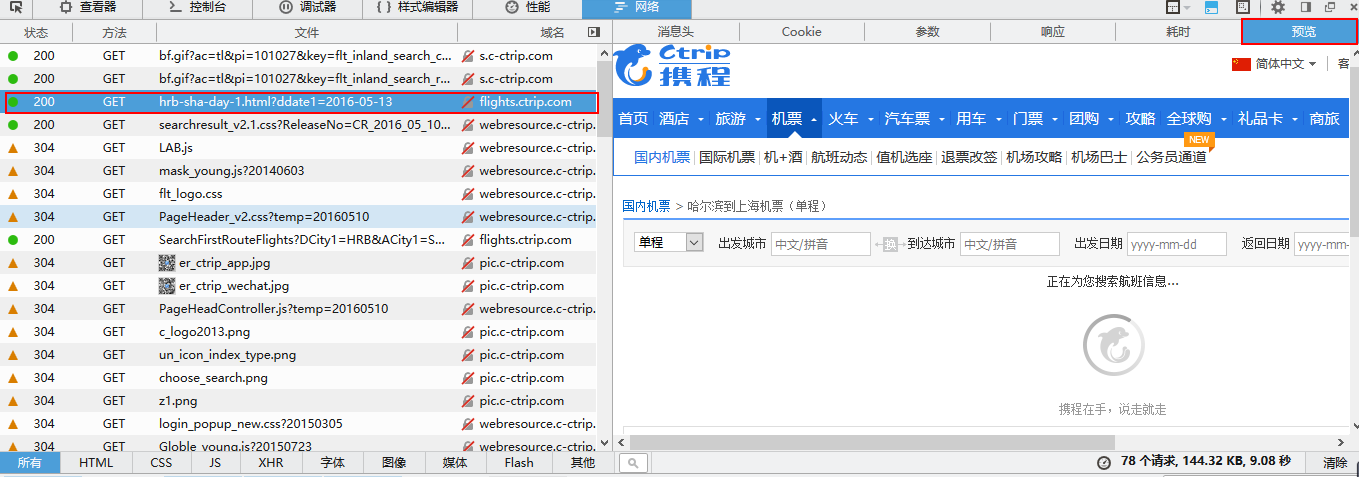 查看器 控制台 调试器 {} 样式编辑器 性能 网络
状态 方法 文件 域名 消息头 Cookie 参数 响应 耗时 预览
200 GET bf.gif?ac=tl&pi=101027&key=flt_inland_search_c... s.c-ctrip.com
200 GET bf.gif?ac=tl&pi=101027&key=flt_inland_search_r... s.c-ctrip.com
200 GET hrb-sha-day-1.html?ddate1=2016-05-13 flights.ctrip.com
200 GET searchresult_v2.1.css?ReleaseNo=CR_2016_05_10... webresource.c-ctrip.
304 GET LAB.js webresource.c-ctrip.
304 GET mask_young.js?20140603 webresource.c-ctrip.
304 GET flt_logo.css webresource.c-ctrip.
304 GET PageHeader_v2.css?temp=20160510 webresource.c-ctrip.
200 GET SearchFirstRouteFlights?DCity1=HRB&ACity1=S... flights.ctrip.com
304 GET er_ctrip_app.jpg pic.c-ctrip.com
304 GET er_ctrip_wechat.jpg pic.c-ctrip.com
304 GET PageHeadController.js?temp=20160510 webresource.c-ctrip.
304 GET c_logo2013.png pic.c-ctrip.com
304 GET un_icon_index_type.png pic.c-ctrip.com
304 GET choose_search.png pic.c-ctrip.com
304 GET z1.png pic.c-ctrip.com
304 GET login_popup_new.css?20150305 webresource.c-ctrip.
304 GET Globle_young.js?20150723 webresource.c-ctrip.
Ctrip
携程
简体中文 客
首页 酒店 旅游 机票 火车 汽车票 用车 门票 团购 攻略 全球购 礼品卡 商旅
NEW
国内机票 国际机票 机+酒 航班动态 值机选座 退票改签 机场攻略 机场巴士 公务员通道
国内机票 > 哈尔滨到上海机票（单程）
单程 出发城市 中文/拼音 换 到达城市 中文/拼音 出发日期 yyyy-mm-dd 返回日期 yyyy-mm-
正在为您搜索航班信息...
携程在手，说走就走
所有 HTML CSS JS XHR 字体 图像 媒体 Flash 其他 78 个请求, 144.32 KB, 9.08 秒 清除